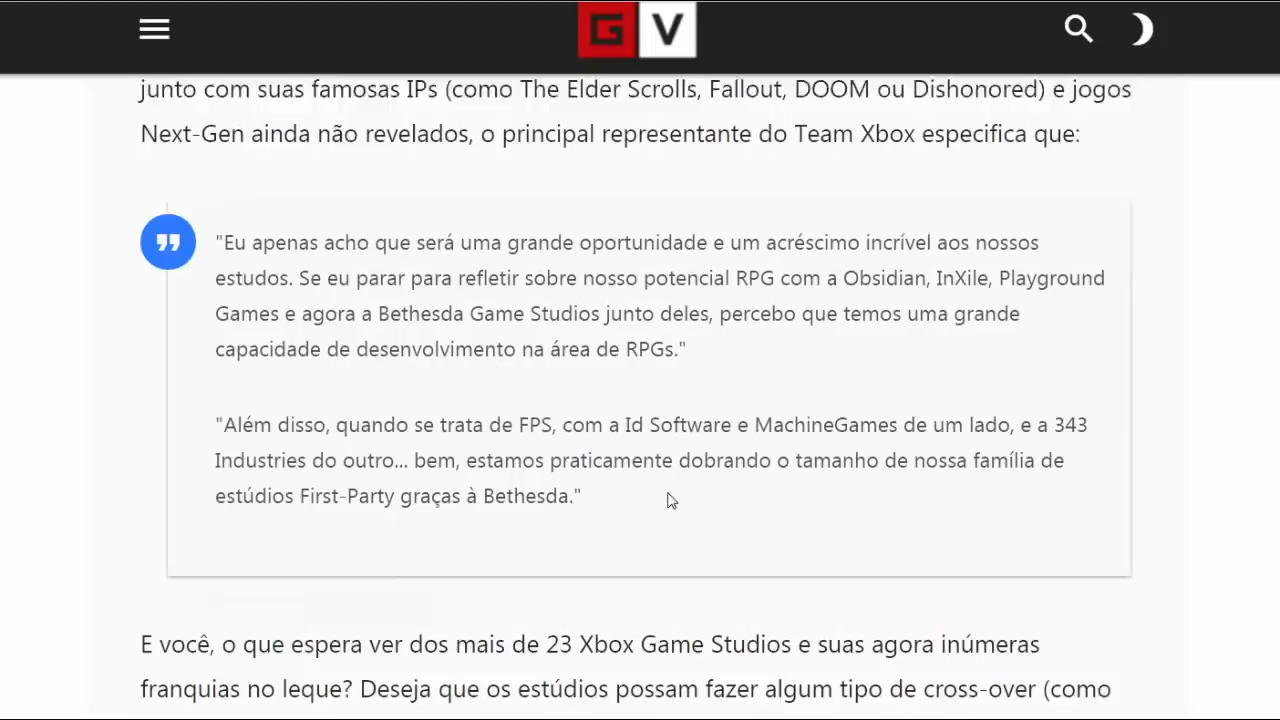 G V
junto com suas famosas IPs (como The Elder Scrolls, Fallout, DOOM ou Dishonored) e jogos
Next-Gen ainda não revelados, o principal representante do Team Xbox especifica que:
"Eu apenas acho que será uma grande oportunidade e um acréscimo incrível aos nossos
estudos. Se eu parar para refletir sobre nosso potencial RPG com a Obsidian, InXile, Playground
Games e agora a Bethesda Game Studios junto deles, percebo que temos uma grande
capacidade de desenvolvimento na área de RPGs."
"Além disso, quando se trata de FPS, com a Id Software e MachineGames de um lado, e a 343
Industries do outro... bem, estamos praticamente dobrando o tamanho de nossa família de
estúdios First-Party graças à Bethesda."
E você, o que espera ver dos mais de 23 Xbox Game Studios e suas agora inúmeras
franquias no leque? Deseja que os estúdios possam fazer algum tipo de cross-over (como